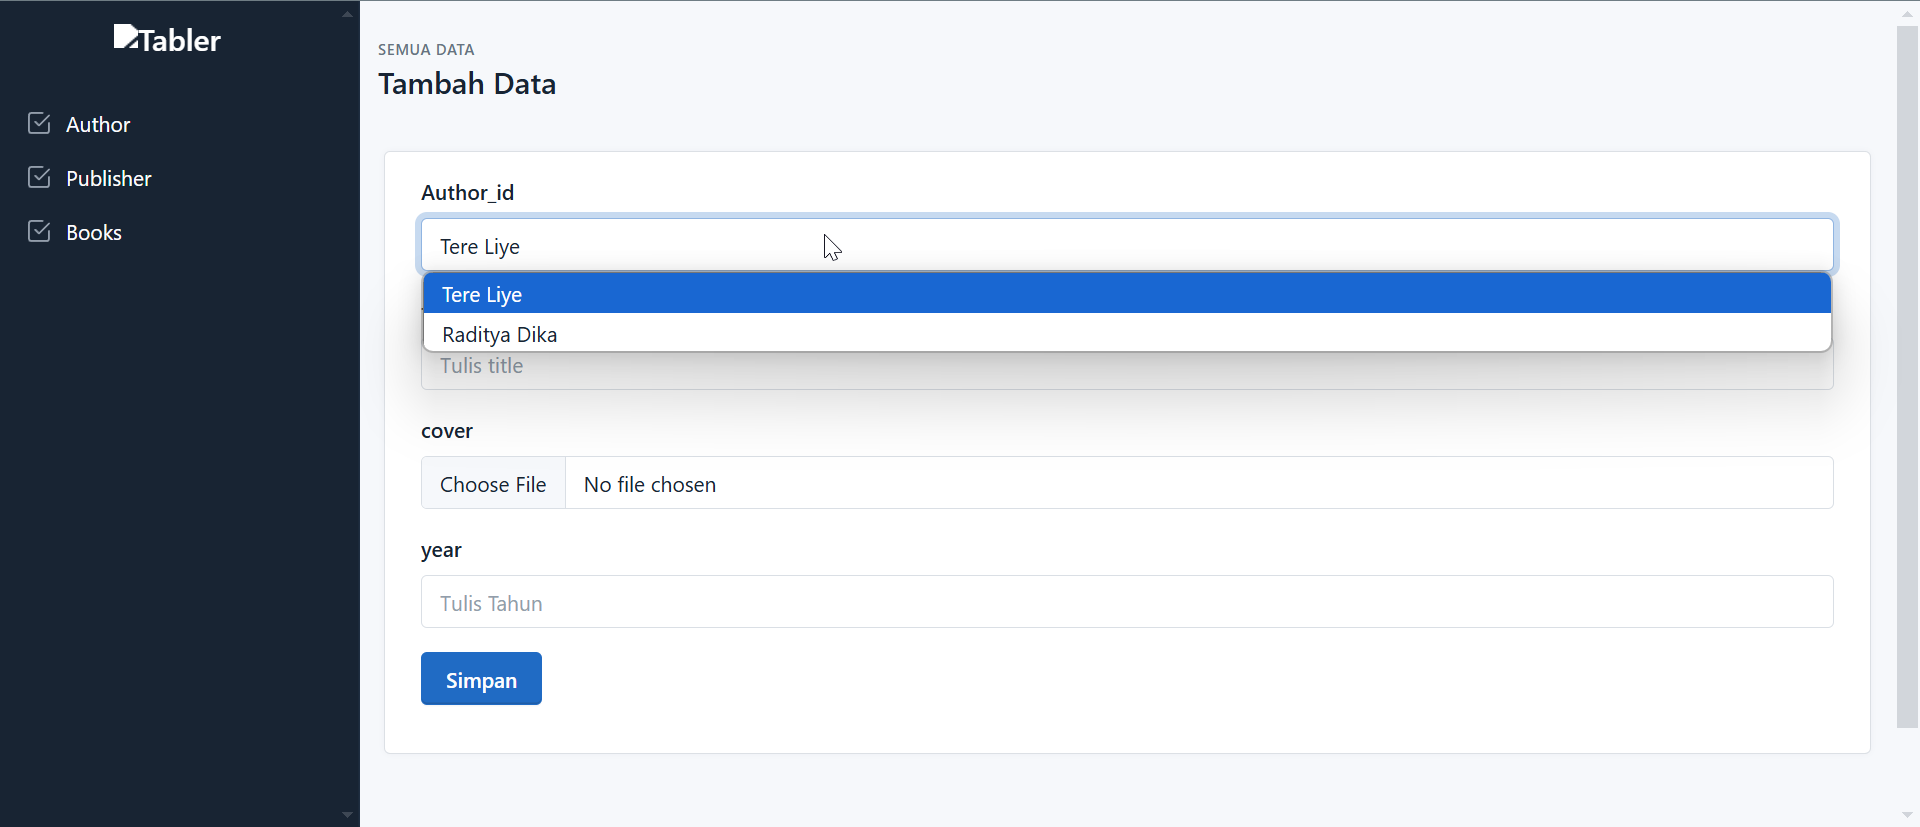 Tabler
Author
Publisher
Books
SEMUA DATA
Tambah Data
Author_id
Tere Liye
Tere Liye
Raditya Dika
Tulis title
cover
Choose File No file chosen
year
Tulis Tahun
Simpan